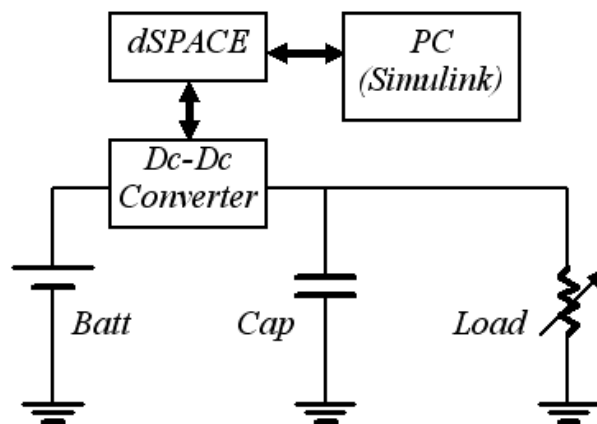 dSPACE
PC
(Simulink)
Dc-Dc
Converter
Batt
Cap
Load